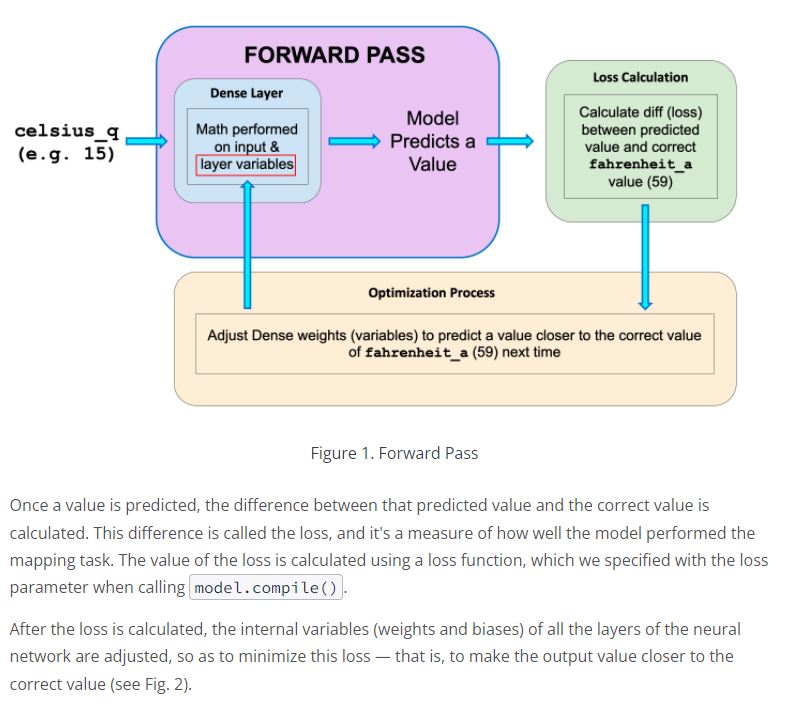 FORWARD PASS
Dense Layer
Math performed
on input &
layer variables
celsius_q
(e.g. 15)
Model
Predicts a
Value
Loss Calculation
Calculate diff (loss)
between predicted
value and correct
fahrenheit_a
value (59)
Optimization Process
Adjust Dense weights (variables) to predict a value closer to the correct value
of fahrenheit_a (59) next time
Figure 1. Forward Pass
Once a value is predicted, the difference between that predicted value and the correct value is
calculated. This difference is called the loss, and it's a measure of how well the model performed the
mapping task. The value of the loss is calculated using a loss function, which we specified with the loss
parameter when calling model.compile().
After the loss is calculated, the internal variables (weights and biases) of all the layers of the neural
network are adjusted, so as to minimize this loss — that is, to make the output value closer to the
correct value (see Fig. 2).